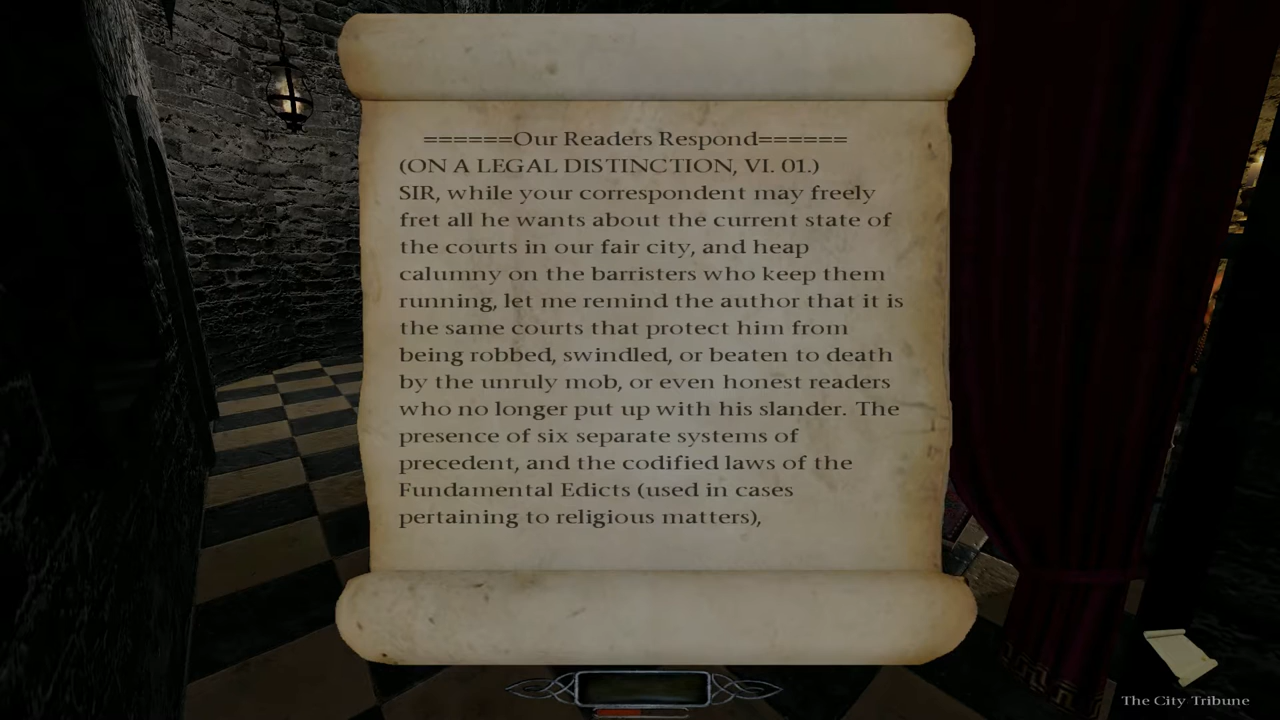 ======Our Readers Respond======
(ON A LEGAL DISTINCTION, VI. 01.)
SIR, while your correspondent may freely
fret all he wants about the current state of
the courts in our fair city, and heap
calumny on the barristers who keep them
running, let me remind the author that it is
the same courts that protect him from
being robbed, swindled, or beaten to death
by the unruly mob, or even honest readers
who no longer put up with his slander. The
presence of six separate systems of
precedent, and the codified laws of the
Fundamental Edicts (used in cases
pertaining to religious matters),
The City Tribune